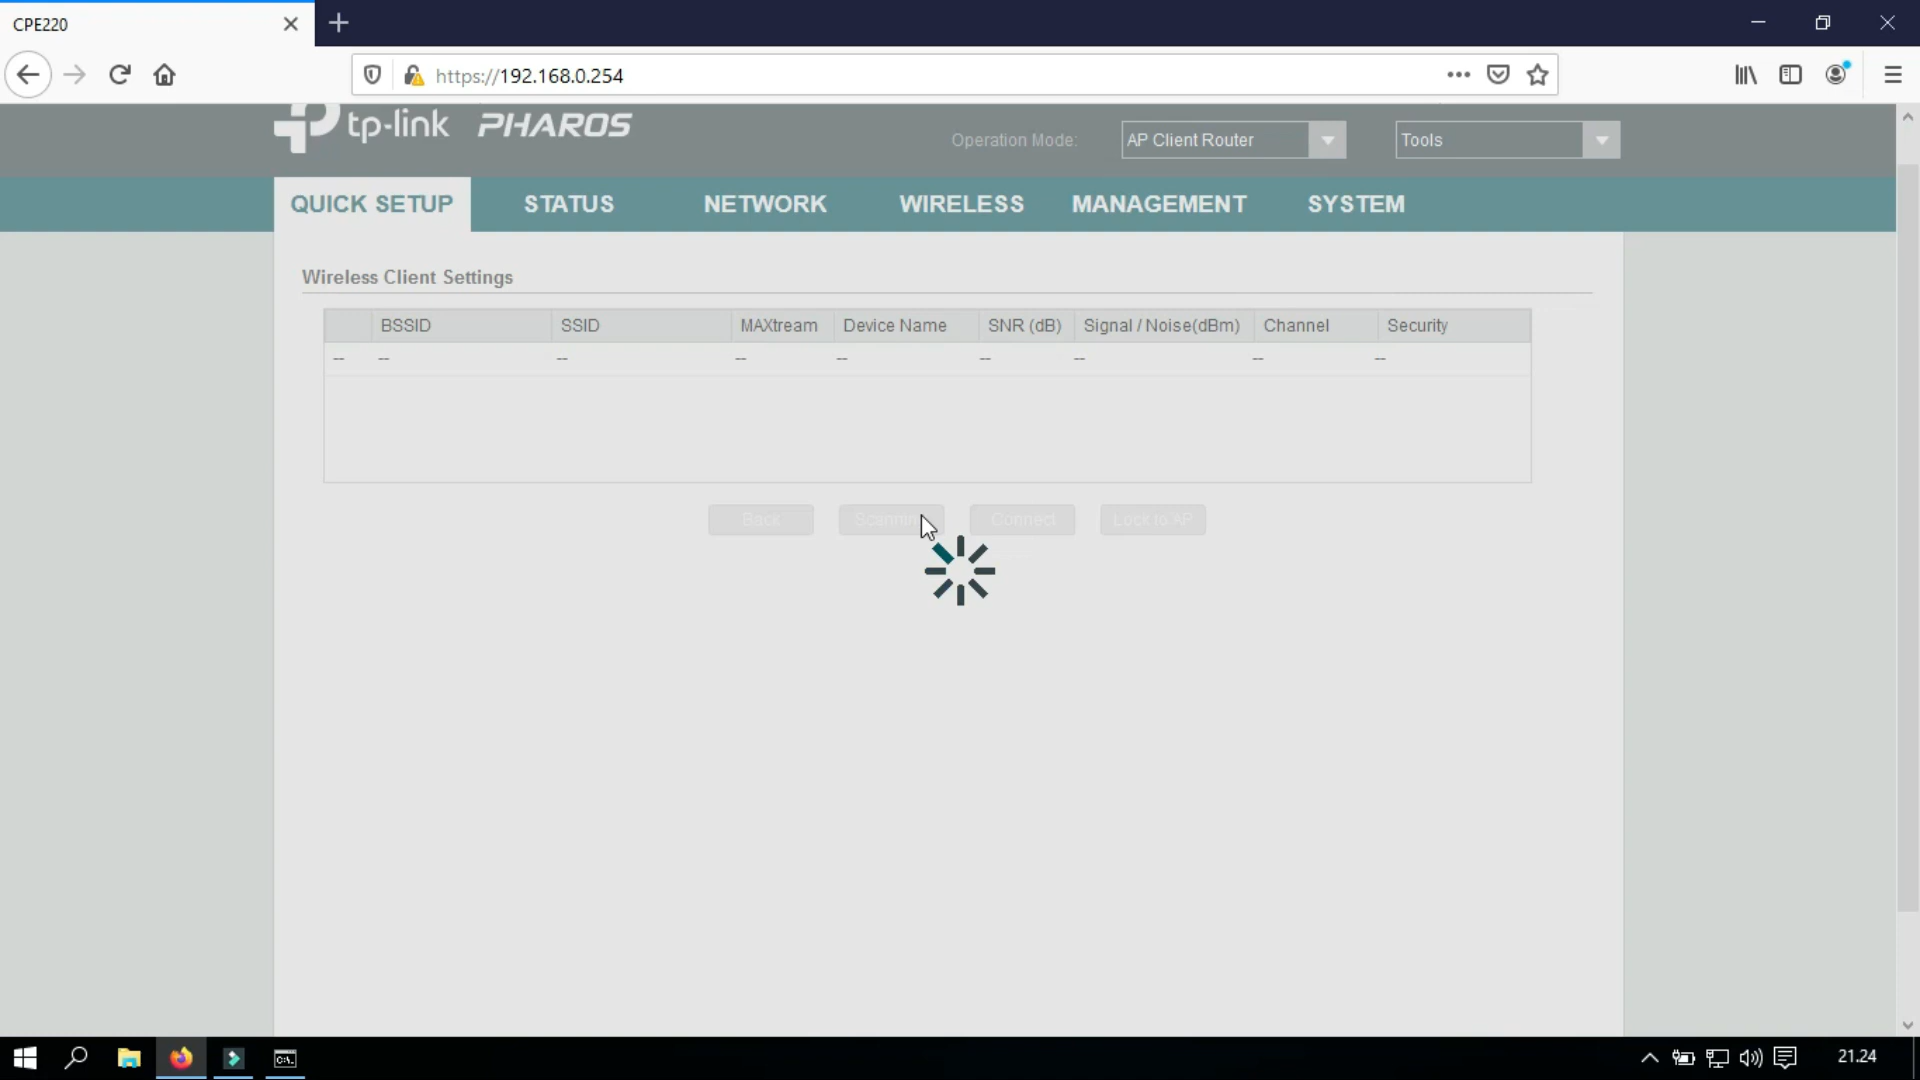 CPE220
https://192.168.0.254
tp-link PHAROS
Operation Mode: AP Client Router Tools
QUICK SETUP STATUS NETWORK WIRELESS MANAGEMENT SYSTEM
Wireless Client Settings
BSSID SSID MAXtream Device Name SNR (dB) Signal / Noise(dBm) Channel Security
-- -- -- -- -- -- -- -- --
Back Connect Lock to AP
21.24